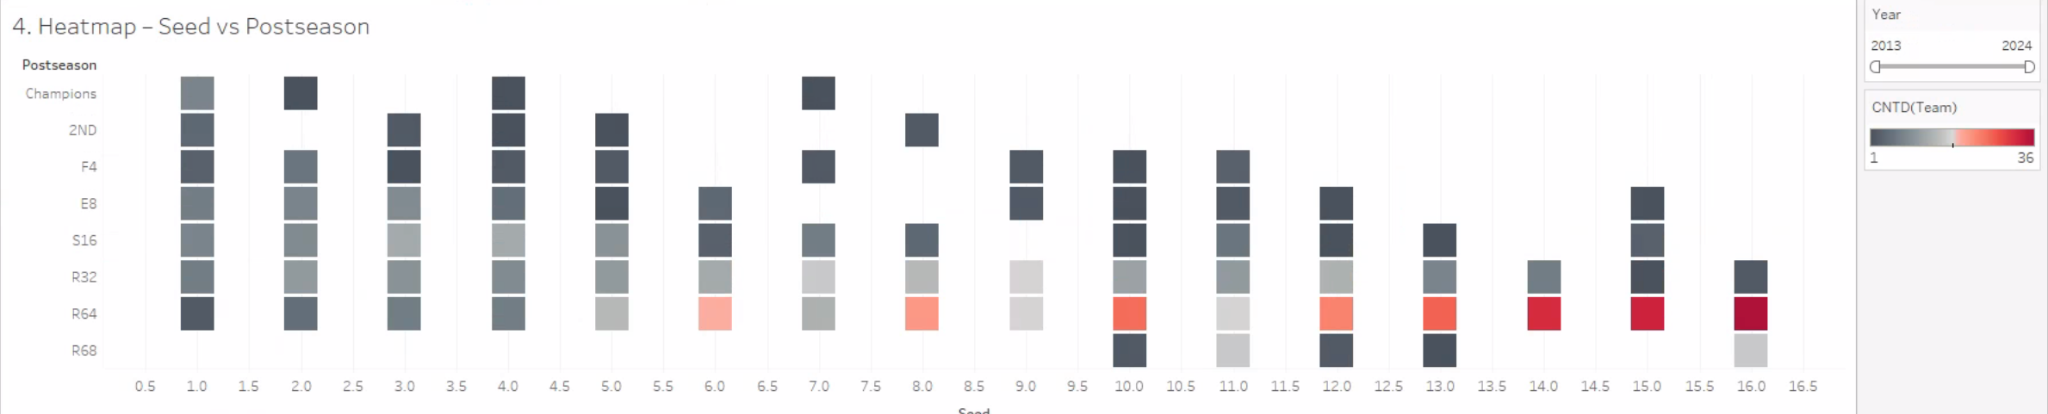 4. Heatmap – Seed vs Postseason
Postseason
Champions
2ND
F4
E8
S16
R32
R64
R68
0.5 1.0 1.5 2.0 2.5 3.0 3.5 4.0 4.5 5.0 5.5 6.0 6.5 7.0 7.5 8.0 8.5 9.0 9.5 10.0 10.5 11.0 11.5 12.0 12.5 13.0 13.5 14.0 14.5 15.0 15.5 16.0 16.5
Seed
Year
2013 2024
CNTD(Team)
1 36